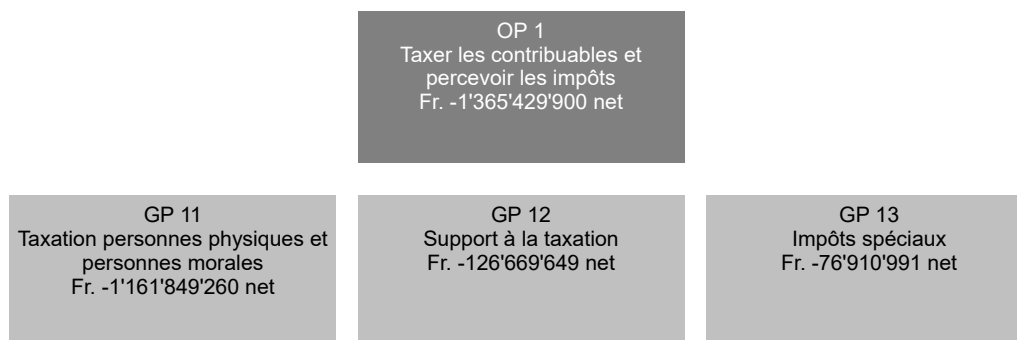 OP 1
Taxer les contribuables et
percevoir les impôts
Fr. -1'365'429'900 net
GP 11
Taxation personnes physiques et
personnes morales
Fr. -1'161'849'260 net
GP 12
Support à la taxation
Fr. -126'669'649 net
GP 13
Impôts spéciaux
Fr. -76'910'991 net